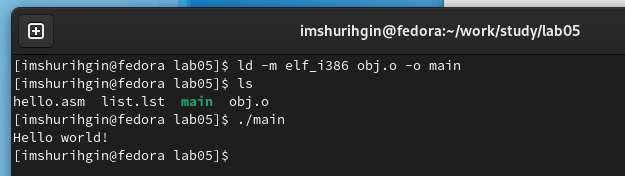 imshurihgin@fedora:~/work/study/lab05
[imshurihgin@fedora lab05]$ ld -m elf_i386 obj.o -o main
[imshurihgin@fedora lab05]$ ls
hello.asm  list.lst  main  obj.o
[imshurihgin@fedora lab05]$ ./main
Hello world!
[imshurihgin@fedora lab05]$